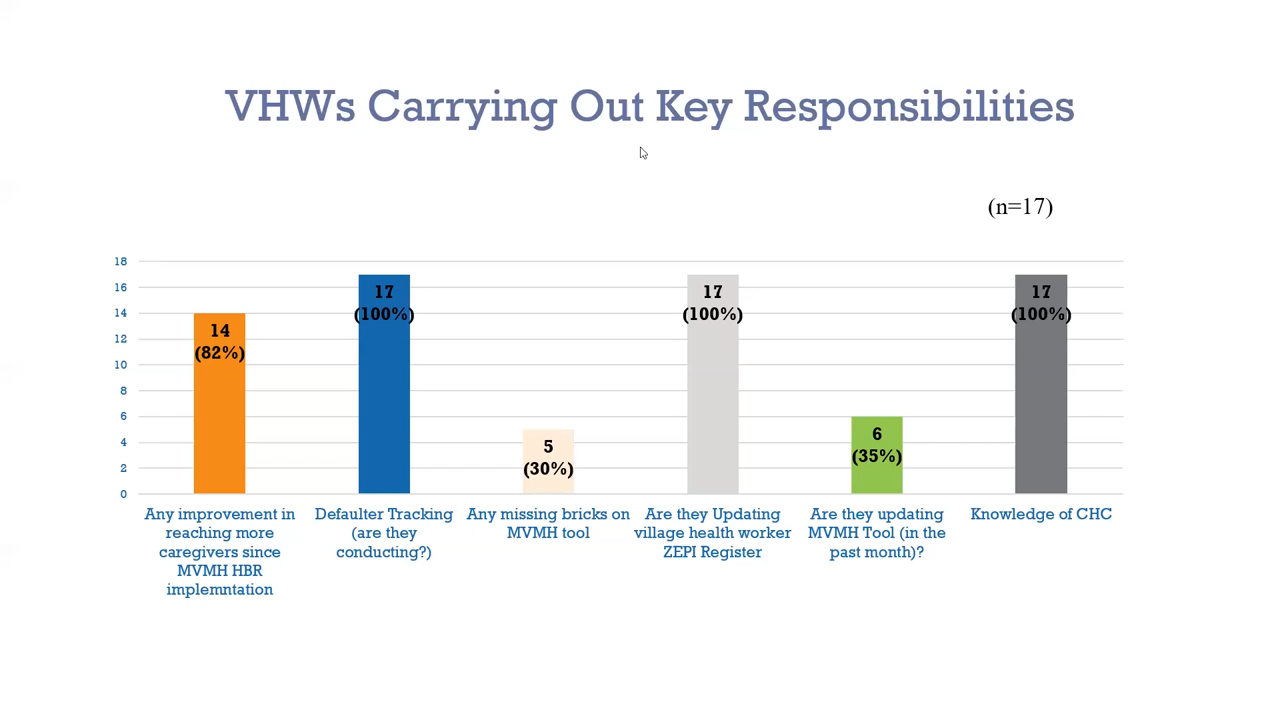 VHWs Carrying Out Key Responsibilities
(n=17)
18
16
14
12
10
8
6
4
2
0
14
(82%)
17
(100%)
5
(30%)
17
(100%)
6
(35%)
17
(100%)
Any improvement in
reaching more
caregivers since
MVMH HBR
implemntation
Defaulter Tracking
(are they
conducting?)
Any missing bricks on
MVMH tool
Are they Updating
village health worker
ZEPI Register
Are they updating
MVMH Tool (in the
past month)?
Knowledge of CHC